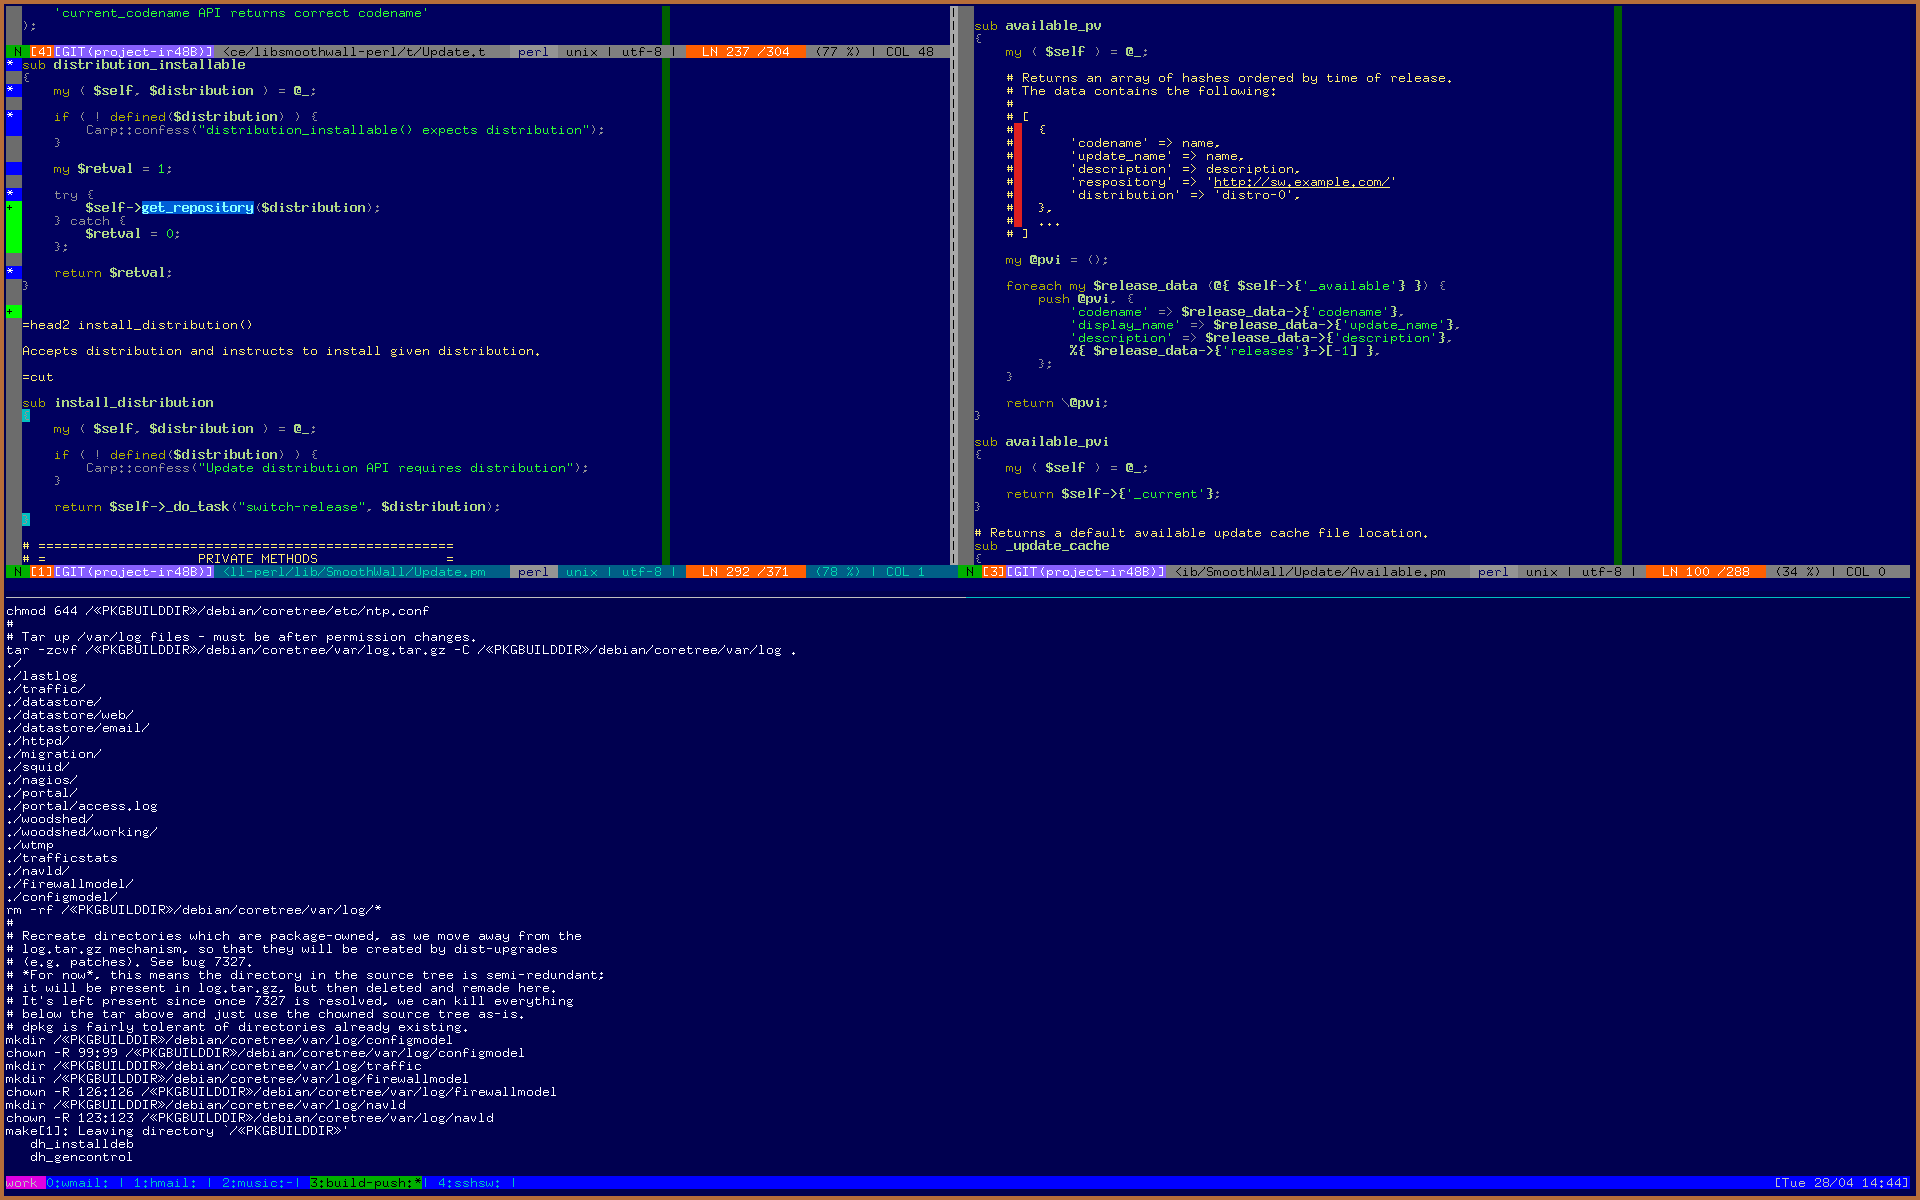 'current_codename API returns correct codename'
);
N [4][GIT(project-ir48B)] <ce/libsmoothwall-perl/t/Update.t perl unix | utf-8 | LN 237 /304 (77 %) | COL 48
* sub distribution_installable
{
*    my ( $self, $distribution ) = @_;
*    if ( ! defined($distribution) ) {
        Carp::confess("distribution_installable() expects distribution");
    }
    my $retval = 1;
*    try {
+        $self->get_repository($distribution);
    } catch {
        $retval = 0;
    };
*    return $retval;
}
+
=head2 install_distribution()
Accepts distribution and instructs to install given distribution.
=cut
sub install_distribution
{
    my ( $self, $distribution ) = @_;
    if ( ! defined($distribution) ) {
        Carp::confess("Update distribution API requires distribution");
    }
    return $self->_do_task("switch-release", $distribution);
}
# ====================================================
# =                   PRIVATE METHODS                =
N [1][GIT(project-ir48B)] <ll-perl/lib/SmoothWall/Update.pm perl unix | utf-8 | LN 292 /371 (78 %) | COL 1
sub available_pv
{
    my ( $self ) = @_;
    # Returns an array of hashes ordered by time of release.
    # The data contains the following:
    #
    # [
    #   {
    #       'codename' => name,
    #       'update_name' => name,
    #       'description' => description,
    #       'respository' => 'http://sw.example.com/'
    #       'distribution' => 'distro-0',
    #   },
    #   ...
    # ]
    my @pvi = ();
    foreach my $release_data (@{ $self->{'_available'} }) {
        push @pvi, {
            'codename' => $release_data->{'codename'},
            'display_name' => $release_data->{'update_name'},
            'description' => $release_data->{'description'},
            %{ $release_data->{'releases'}->[-1] },
        };
    }
    return \@pvi;
}
sub available_pvi
{
    my ( $self ) = @_;
    return $self->{'_current'};
}
# Returns a default available update cache file location.
sub _update_cache
{
N [3][GIT(project-ir48B)] <ib/SmoothWall/Update/Available.pm perl unix | utf-8 | LN 100 /288 (34 %) | COL 0
chmod 644 /«PKGBUILDDIR»/debian/coretree/etc/ntp.conf
#
# Tar up /var/log files - must be after permission changes.
tar -zcvf /«PKGBUILDDIR»/debian/coretree/var/log.tar.gz -C /«PKGBUILDDIR»/debian/coretree/var/log .
./
./lastlog
./traffic/
./datastore/
./datastore/web/
./datastore/email/
./httpd/
./migration/
./squid/
./nagios/
./portal/
./portal/access.log
./woodshed/
./woodshed/working/
./wtmp
./trafficstats
./navld/
./firewallmodel/
./configmodel/
rm -rf /«PKGBUILDDIR»/debian/coretree/var/log/*
#
# Recreate directories which are package-owned, as we move away from the
# log.tar.gz mechanism, so that they will be created by dist-upgrades
# (e.g. patches). See bug 7327.
# *For now*, this means the directory in the source tree is semi-redundant;
# it will be present in log.tar.gz, but then deleted and remade here.
# It's left present since once 7327 is resolved, we can kill everything
# below the tar above and just use the chowned source tree as-is.
# dpkg is fairly tolerant of directories already existing.
mkdir /«PKGBUILDDIR»/debian/coretree/var/log/configmodel
chown -R 99:99 /«PKGBUILDDIR»/debian/coretree/var/log/configmodel
mkdir /«PKGBUILDDIR»/debian/coretree/var/log/traffic
mkdir /«PKGBUILDDIR»/debian/coretree/var/log/firewallmodel
chown -R 126:126 /«PKGBUILDDIR»/debian/coretree/var/log/firewallmodel
mkdir /«PKGBUILDDIR»/debian/coretree/var/log/navld
chown -R 123:123 /«PKGBUILDDIR»/debian/coretree/var/log/navld
make[1]: Leaving directory `/«PKGBUILDDIR»'
   dh_installdeb
   dh_gencontrol
work 0:wmail: | 1:hmail: | 2:music:-| 3:build-push:*| 4:sshsw: | [Tue 28/04 14:44]